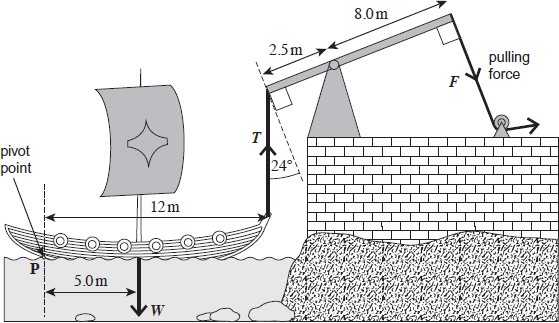 8.0 m
2.5 m
pulling
force
F
T
24°
pivot
point
12 m
P
5.0 m
W